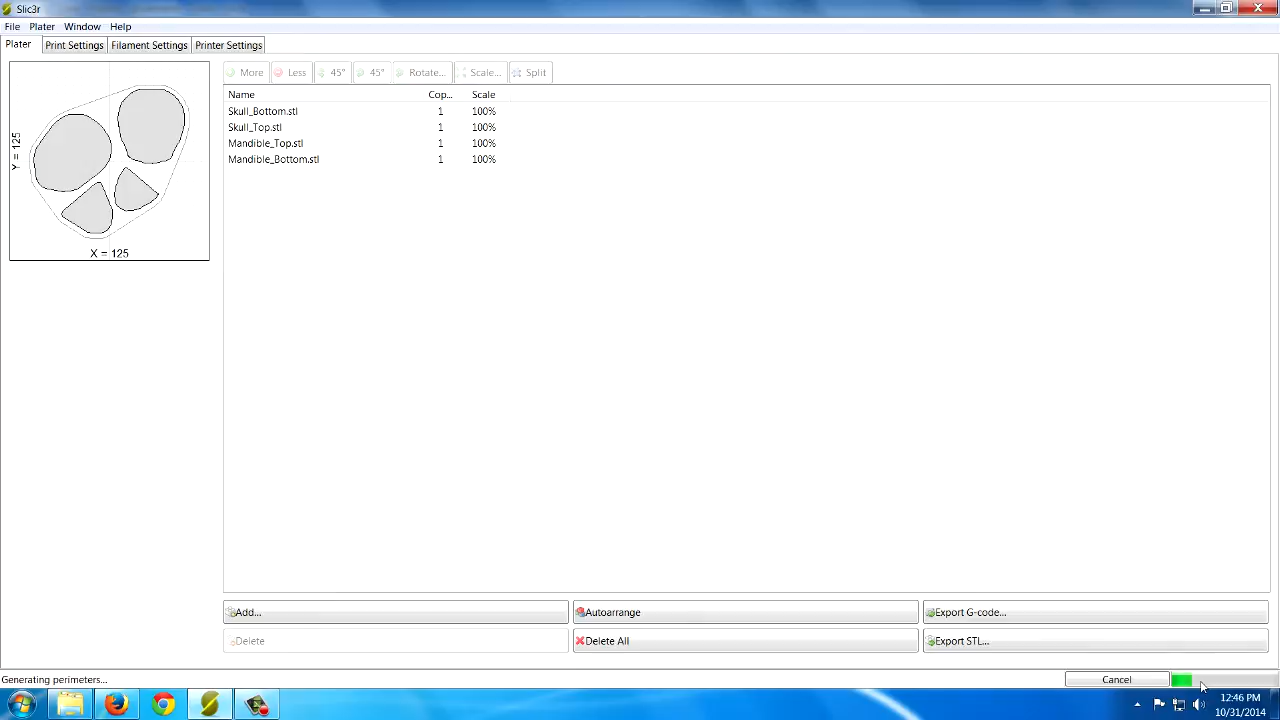 Slic3r
File Plater Window Help
Plater Print Settings Filament Settings Printer Settings
More Less 45° 45° Rotate... Scale... Split
Name Cop... Scale
Skull_Bottom.stl 1 100%
Skull_Top.stl 1 100%
Mandible_Top.stl 1 100%
Mandible_Bottom.stl 1 100%
Y = 125
X = 125
Add... Autoarrange Export G-code...
Delete Delete All Export STL...
Generating perimeters... Cancel
12:46 PM
10/31/2014